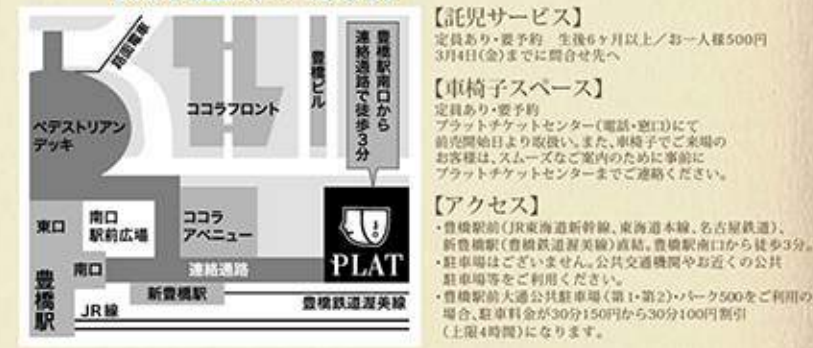 路面電車
ペデストリアン
デッキ
ココラフロント
豊橋ビル
豊橋駅南口から
連絡通路で徒歩3分
東口
南口
駅前広場
ココラ
アベニュー
PLAT
南口
連絡通路
豊橋駅
新豊橋駅
JR線
豊橋鉄道渥美線
【託児サービス】
定員あり・要予約 生後6ヶ月以上／お一人様500円
3月4日(金)までに問合せ先へ
【車椅子スペース】
定員あり・要予約
プラットチケットセンター(電話・窓口)にて
前売開始日より取扱い。また、車椅子でご来場の
お客様は、スムーズなご案内のために事前に
プラットチケットセンターまでご連絡ください。
【アクセス】
・豊橋駅前(JR東海道新幹線、東海道本線、名古屋鉄道)、
新豊橋駅(豊橋鉄道渥美線)直結。豊橋駅南口から徒歩3分。
・駐車場はございません。公共交通機関やお近くの公共
駐車場等をご利用ください。
・豊橋駅前大通公共駐車場(第1・第2)・パーク500をご利用の
場合、駐車料金が30分150円から30分100円割引
(上限4時間)になります。